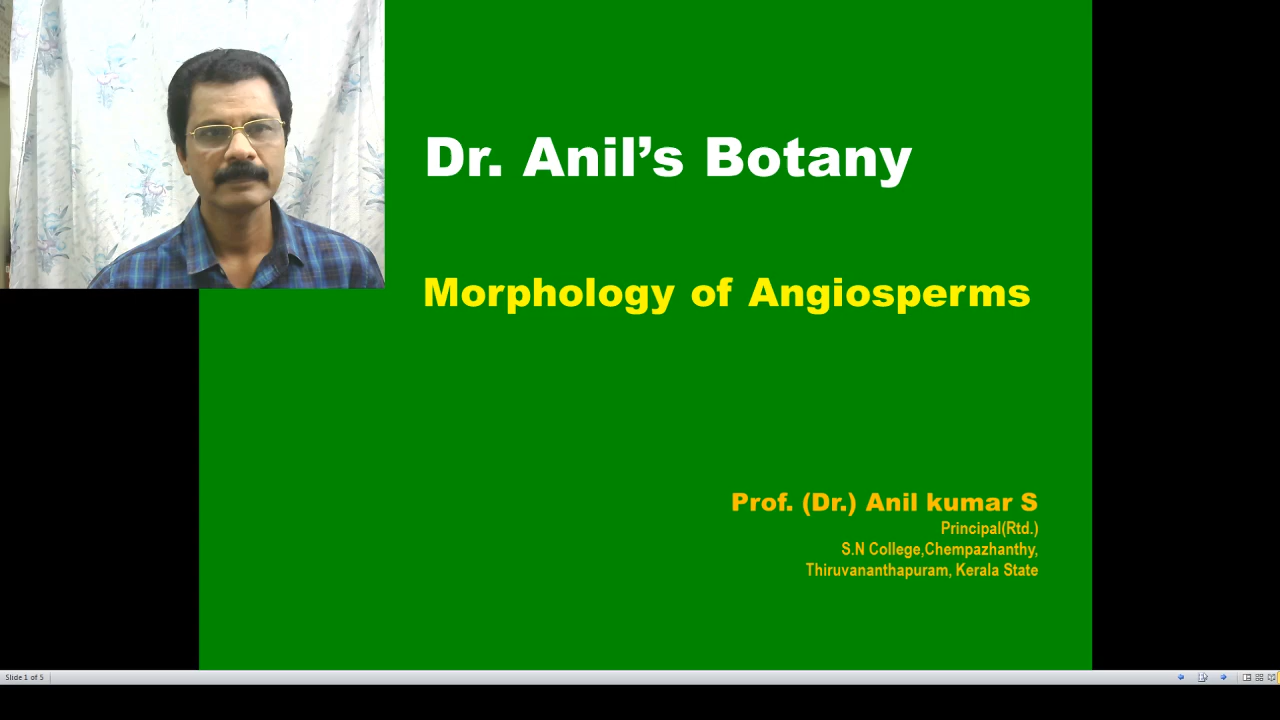 Dr. Anil’s Botany
Morphology of Angiosperms
Prof. (Dr.) Anil kumar S
Principal(Rtd.)
S.N College,Chempazhanthy,
Thiruvananthapuram, Kerala State
Slide 1 of 5